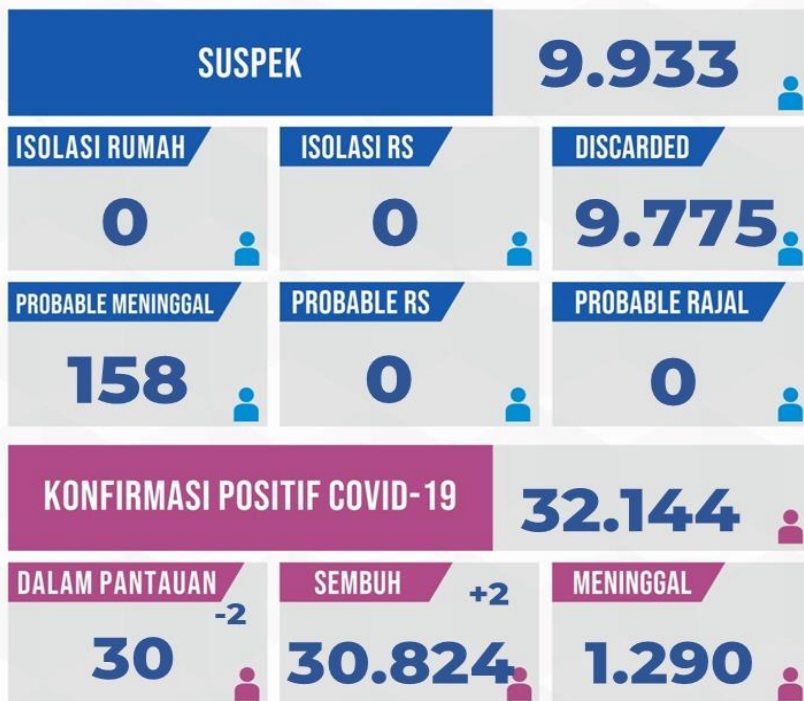 SUSPEK 9.933
ISOLASI RUMAH
0
ISOLASI RS
0
DISCARDED
9.775
PROBABLE MENINGGAL
158
PROBABLE RS
0
PROBABLE RAJAL
0
KONFIRMASI POSITIF COVID-19 32.144
DALAM PANTAUAN
-2
30
SEMBUH
+2
30.824
MENINGGAL
1.290